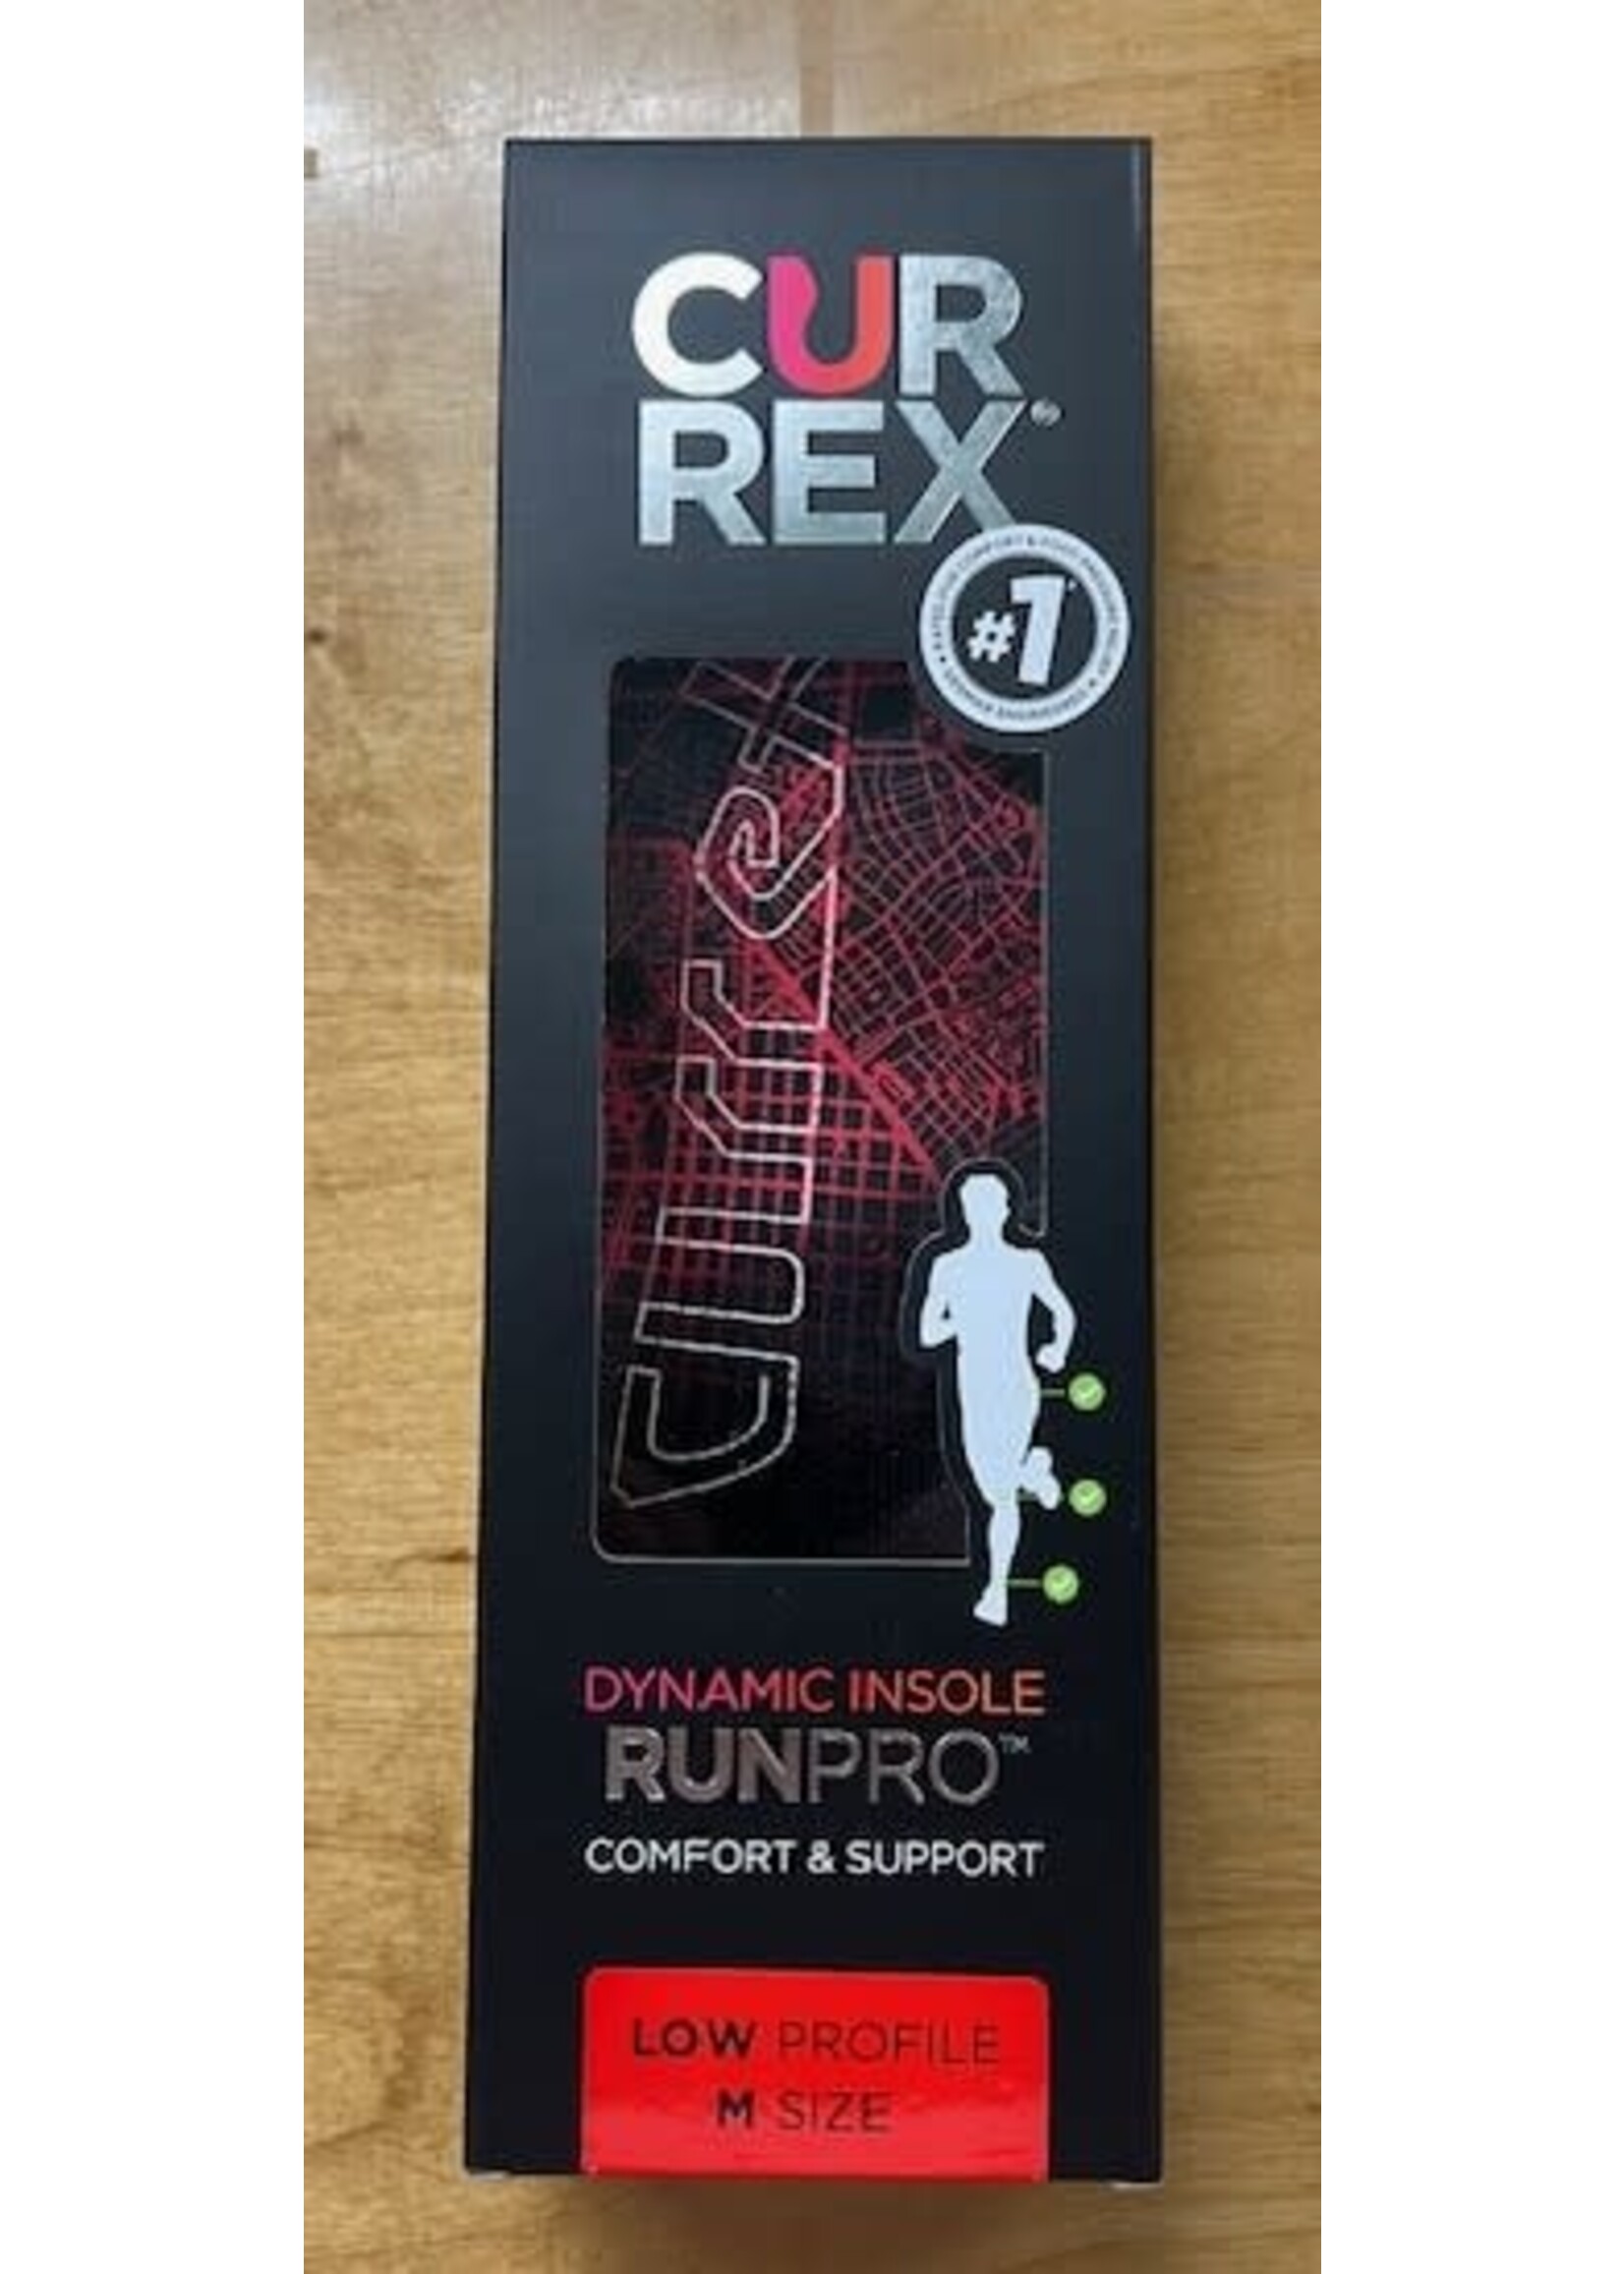 CUR
REX®
#1
currex
DYNAMIC INSOLE
RUNPRO™
COMFORT & SUPPORT
LOW PROFILE
M SIZE